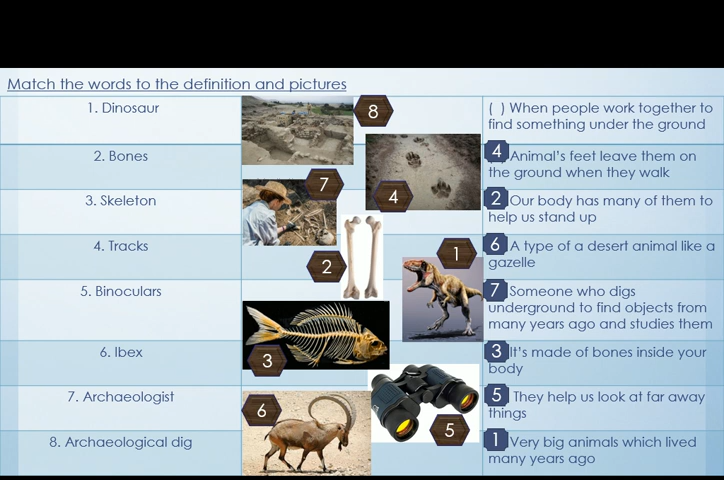 Match the words to the definition and pictures
1. Dinosaur
2. Bones
3. Skeleton
4. Tracks
5. Binoculars
6. Ibex
7. Archaeologist
8. Archaeological dig
8
7
4
2
1
3
6
5
( ) When people work together to
find something under the ground
4 Animal's feet leave them on
the ground when they walk
2 Our body has many of them to
help us stand up
6 A type of a desert animal like a
gazelle
7 Someone who digs
underground to find objects from
many years ago and studies them
3 It's made of bones inside your
body
5 They help us look at far away
things
1 Very big animals which lived
many years ago